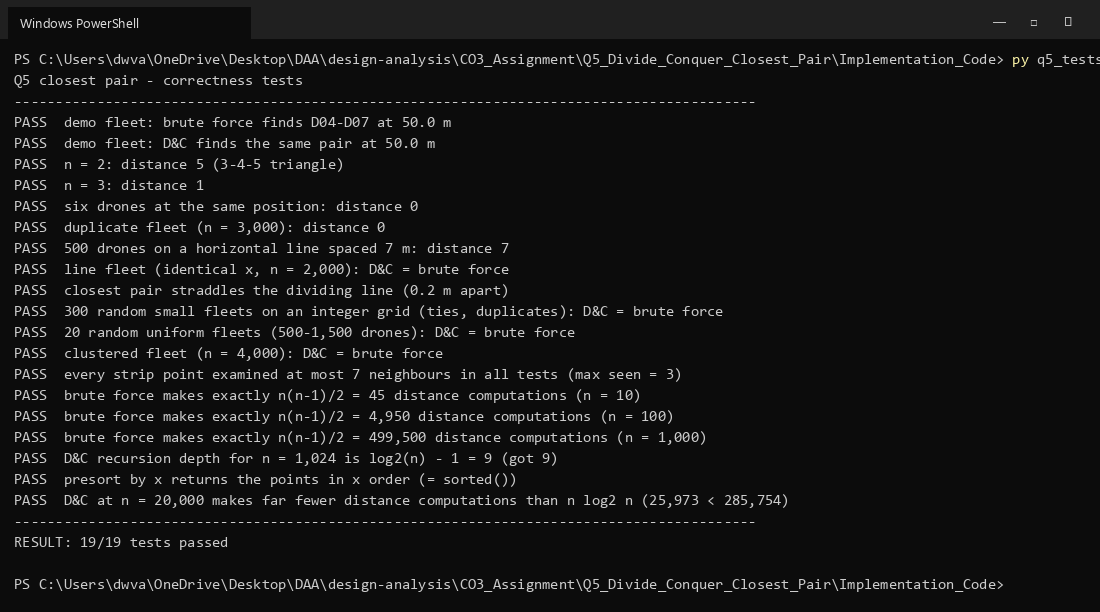 Windows PowerShell
PS C:\Users\dwva\OneDrive\Desktop\DAA\design-analysis\CO3_Assignment\Q5_Divide_Conquer_Closest_Pair\Implementation_Code> py q5_tests
Q5 closest pair - correctness tests
------------------------------------------------------------------------------------------
PASS  demo fleet: brute force finds D04-D07 at 50.0 m
PASS  demo fleet: D&C finds the same pair at 50.0 m
PASS  n = 2: distance 5 (3-4-5 triangle)
PASS  n = 3: distance 1
PASS  six drones at the same position: distance 0
PASS  duplicate fleet (n = 3,000): distance 0
PASS  500 drones on a horizontal line spaced 7 m: distance 7
PASS  line fleet (identical x, n = 2,000): D&C = brute force
PASS  closest pair straddles the dividing line (0.2 m apart)
PASS  300 random small fleets on an integer grid (ties, duplicates): D&C = brute force
PASS  20 random uniform fleets (500-1,500 drones): D&C = brute force
PASS  clustered fleet (n = 4,000): D&C = brute force
PASS  every strip point examined at most 7 neighbours in all tests (max seen = 3)
PASS  brute force makes exactly n(n-1)/2 = 45 distance computations (n = 10)
PASS  brute force makes exactly n(n-1)/2 = 4,950 distance computations (n = 100)
PASS  brute force makes exactly n(n-1)/2 = 499,500 distance computations (n = 1,000)
PASS  D&C recursion depth for n = 1,024 is log2(n) - 1 = 9 (got 9)
PASS  presort by x returns the points in x order (= sorted())
PASS  D&C at n = 20,000 makes far fewer distance computations than n log2 n (25,973 < 285,754)
------------------------------------------------------------------------------------------
RESULT: 19/19 tests passed
PS C:\Users\dwva\OneDrive\Desktop\DAA\design-analysis\CO3_Assignment\Q5_Divide_Conquer_Closest_Pair\Implementation_Code>